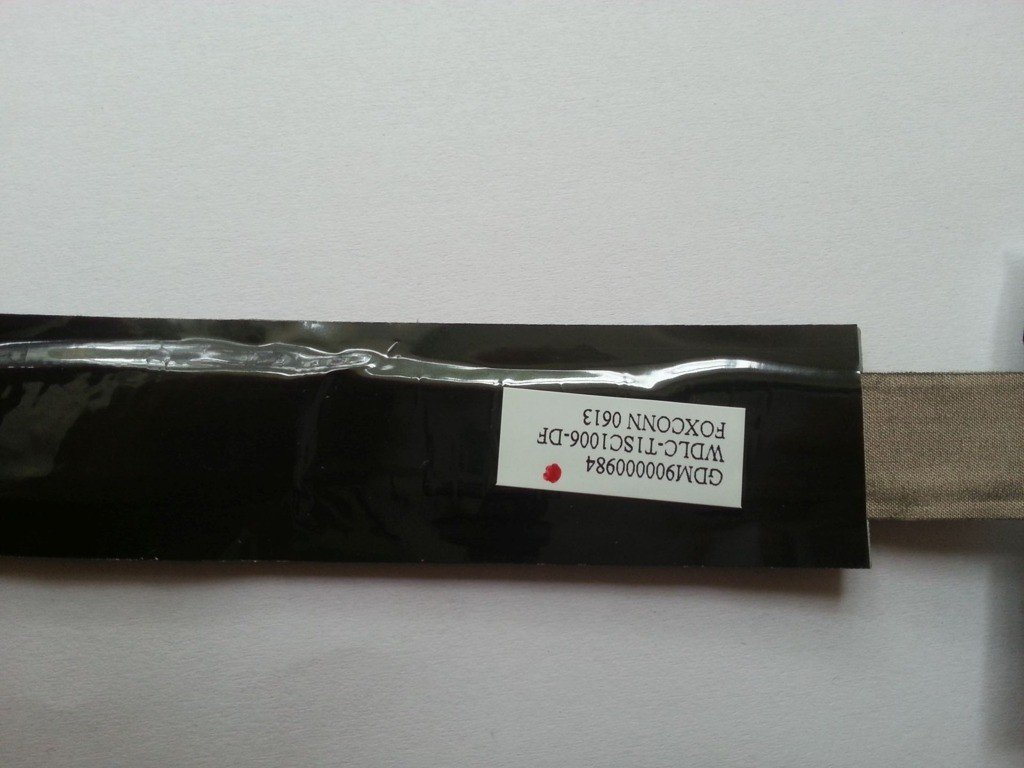 GDM900000984
WDLC-T1SC1006-DF
FOXCONN 0613